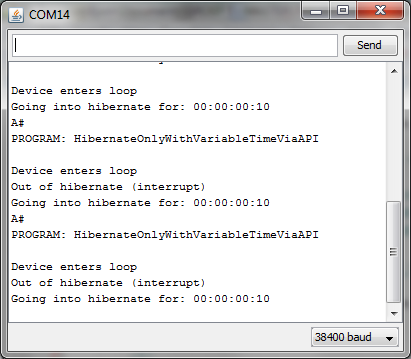 COM14
Send
Device enters loop
Going into hibernate for: 00:00:00:10
A#
PROGRAM: HibernateOnlyWithVariableTimeViaAPI
Device enters loop
Out of hibernate (interrupt)
Going into hibernate for: 00:00:00:10
A#
PROGRAM: HibernateOnlyWithVariableTimeViaAPI
Device enters loop
Out of hibernate (interrupt)
Going into hibernate for: 00:00:00:10
38400 baud